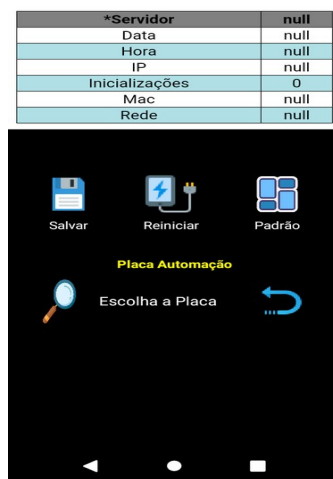 *Servidor null
Data null
Hora null
IP null
Inicializações 0
Mac null
Rede null
Salvar Reiniciar Padrão
Placa Automação
Escolha a Placa